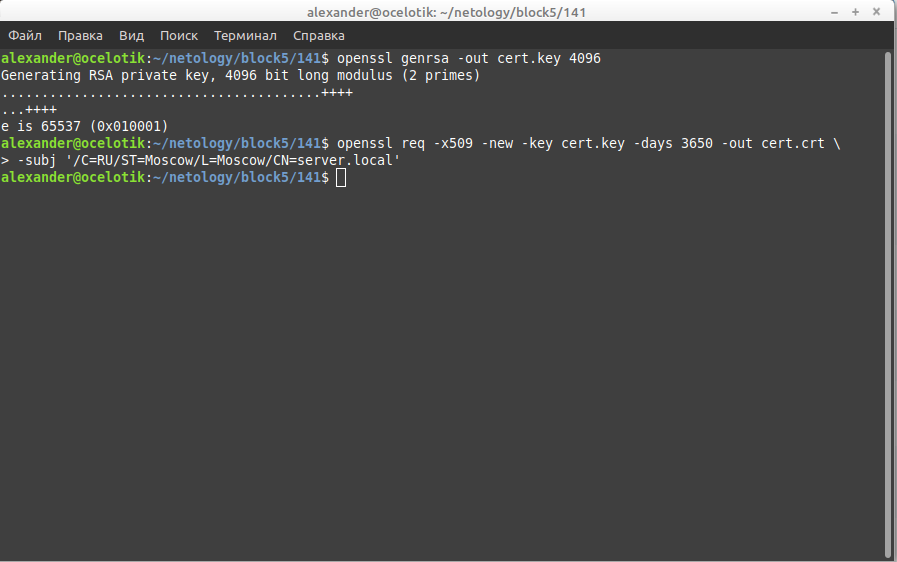 alexander@ocelotik: ~/netology/block5/141
Файл Правка Вид Поиск Терминал Справка
alexander@ocelotik:~/netology/block5/141$ openssl genrsa -out cert.key 4096
Generating RSA private key, 4096 bit long modulus (2 primes)
........................................++++
...++++
e is 65537 (0x010001)
alexander@ocelotik:~/netology/block5/141$ openssl req -x509 -new -key cert.key -days 3650 -out cert.crt \
> -subj '/C=RU/ST=Moscow/L=Moscow/CN=server.local'
alexander@ocelotik:~/netology/block5/141$